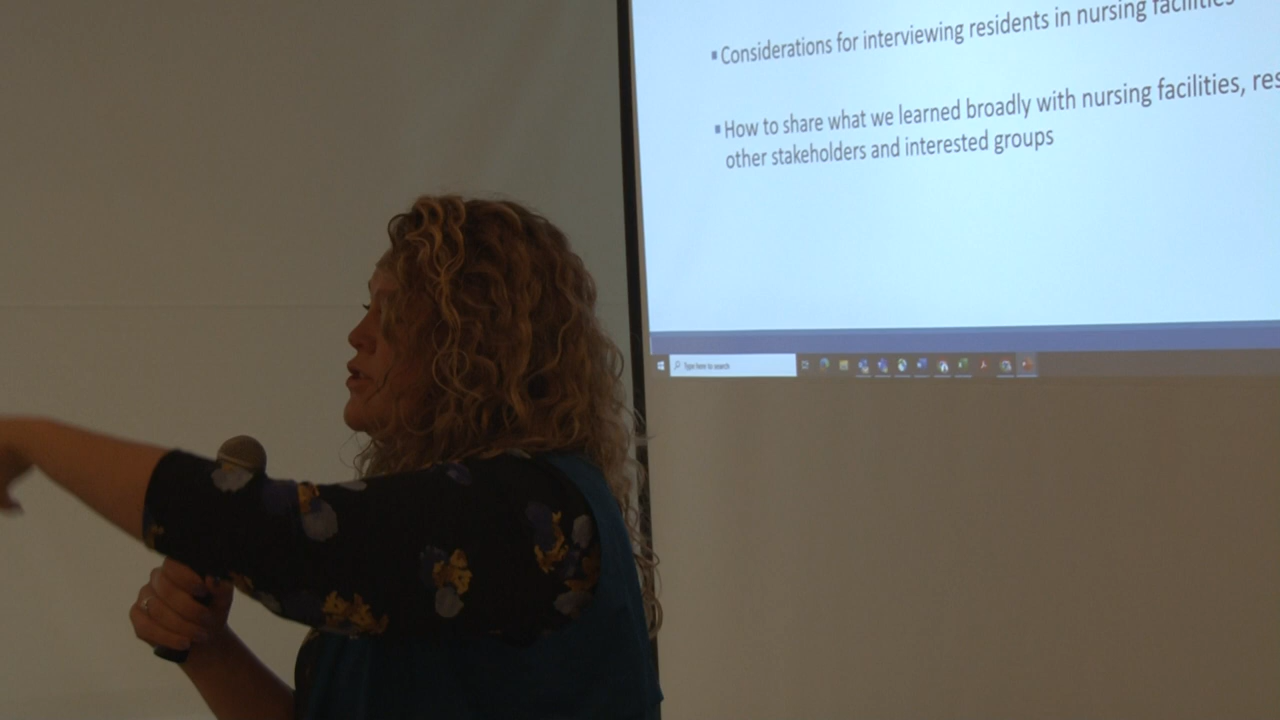 ▪Considerations for interviewing residents in nursing facilities
▪How to share what we learned broadly with nursing facilities,
other stakeholders and interested groups
Type here to search